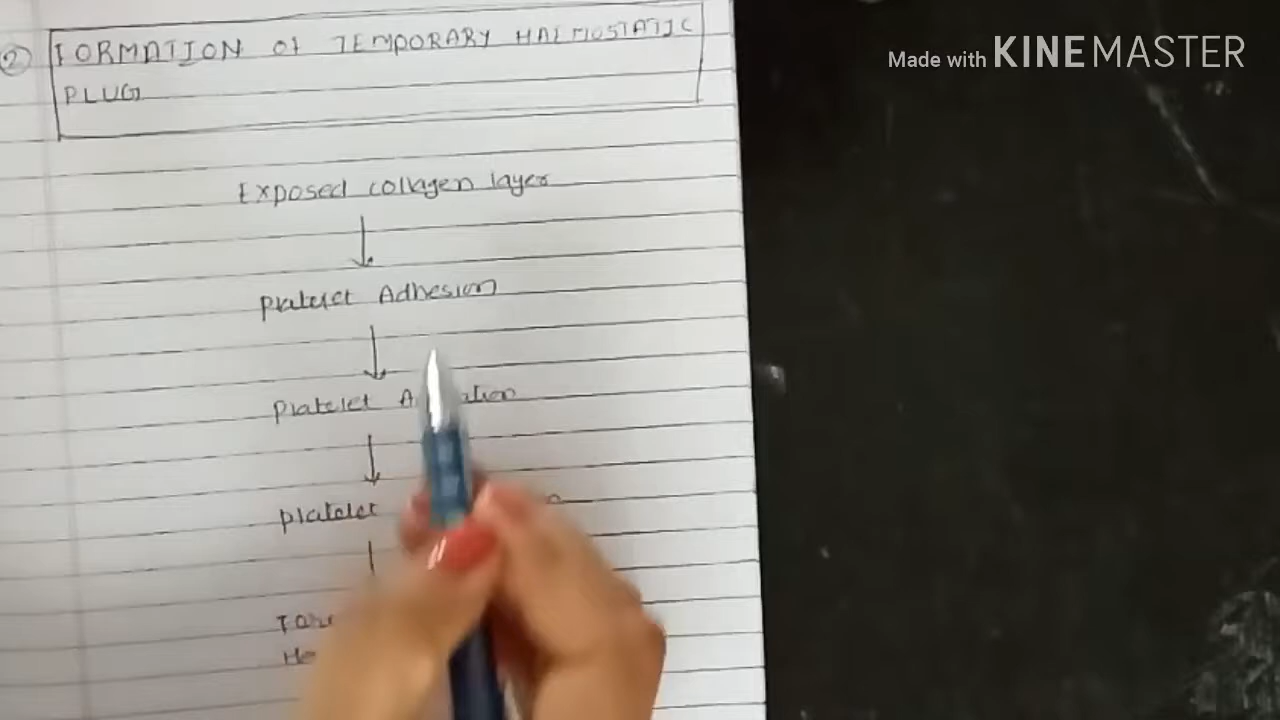 ②
FORMATION OF TEMPORARY HAEMOSTATIC
PLUG
Exposed collagen layer
Platelet Adhesion
Platelet
Platelet
Made with KINEMASTER